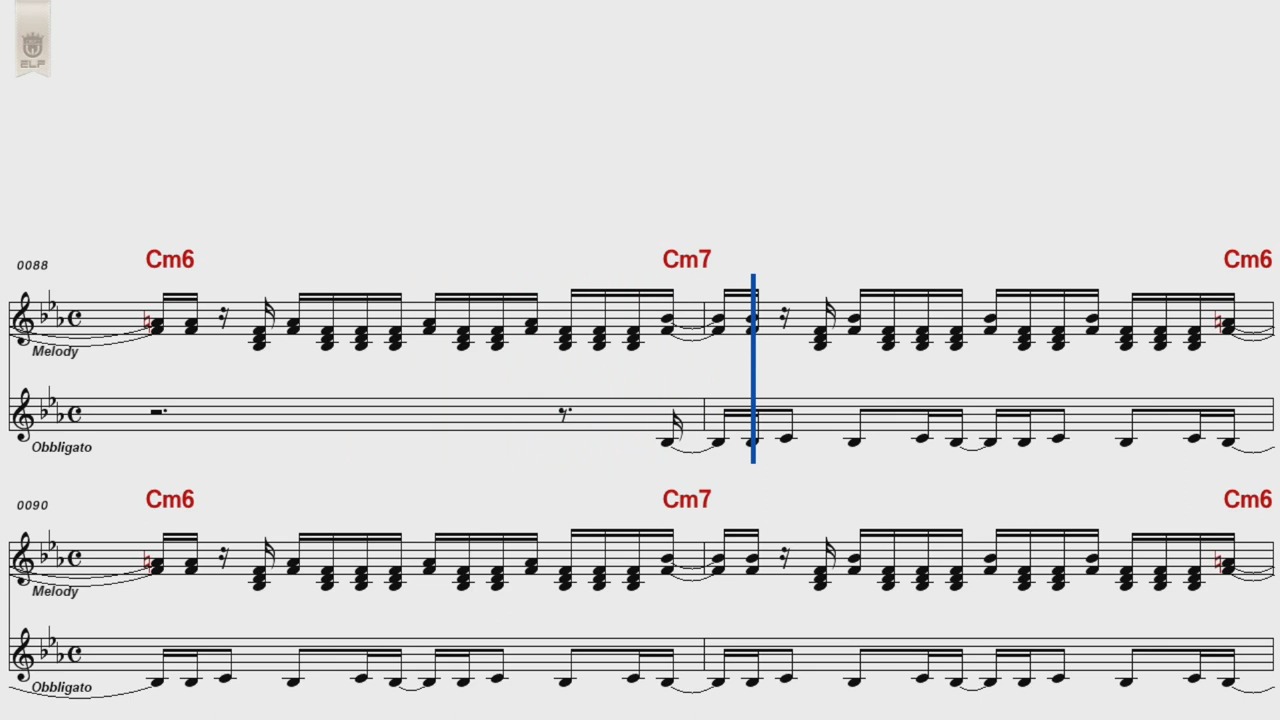 ELF
Cm6 Cm7 Cm6
0088
Melody
Obbligato
Cm6 Cm7 Cm6
0090
Melody
Obbligato